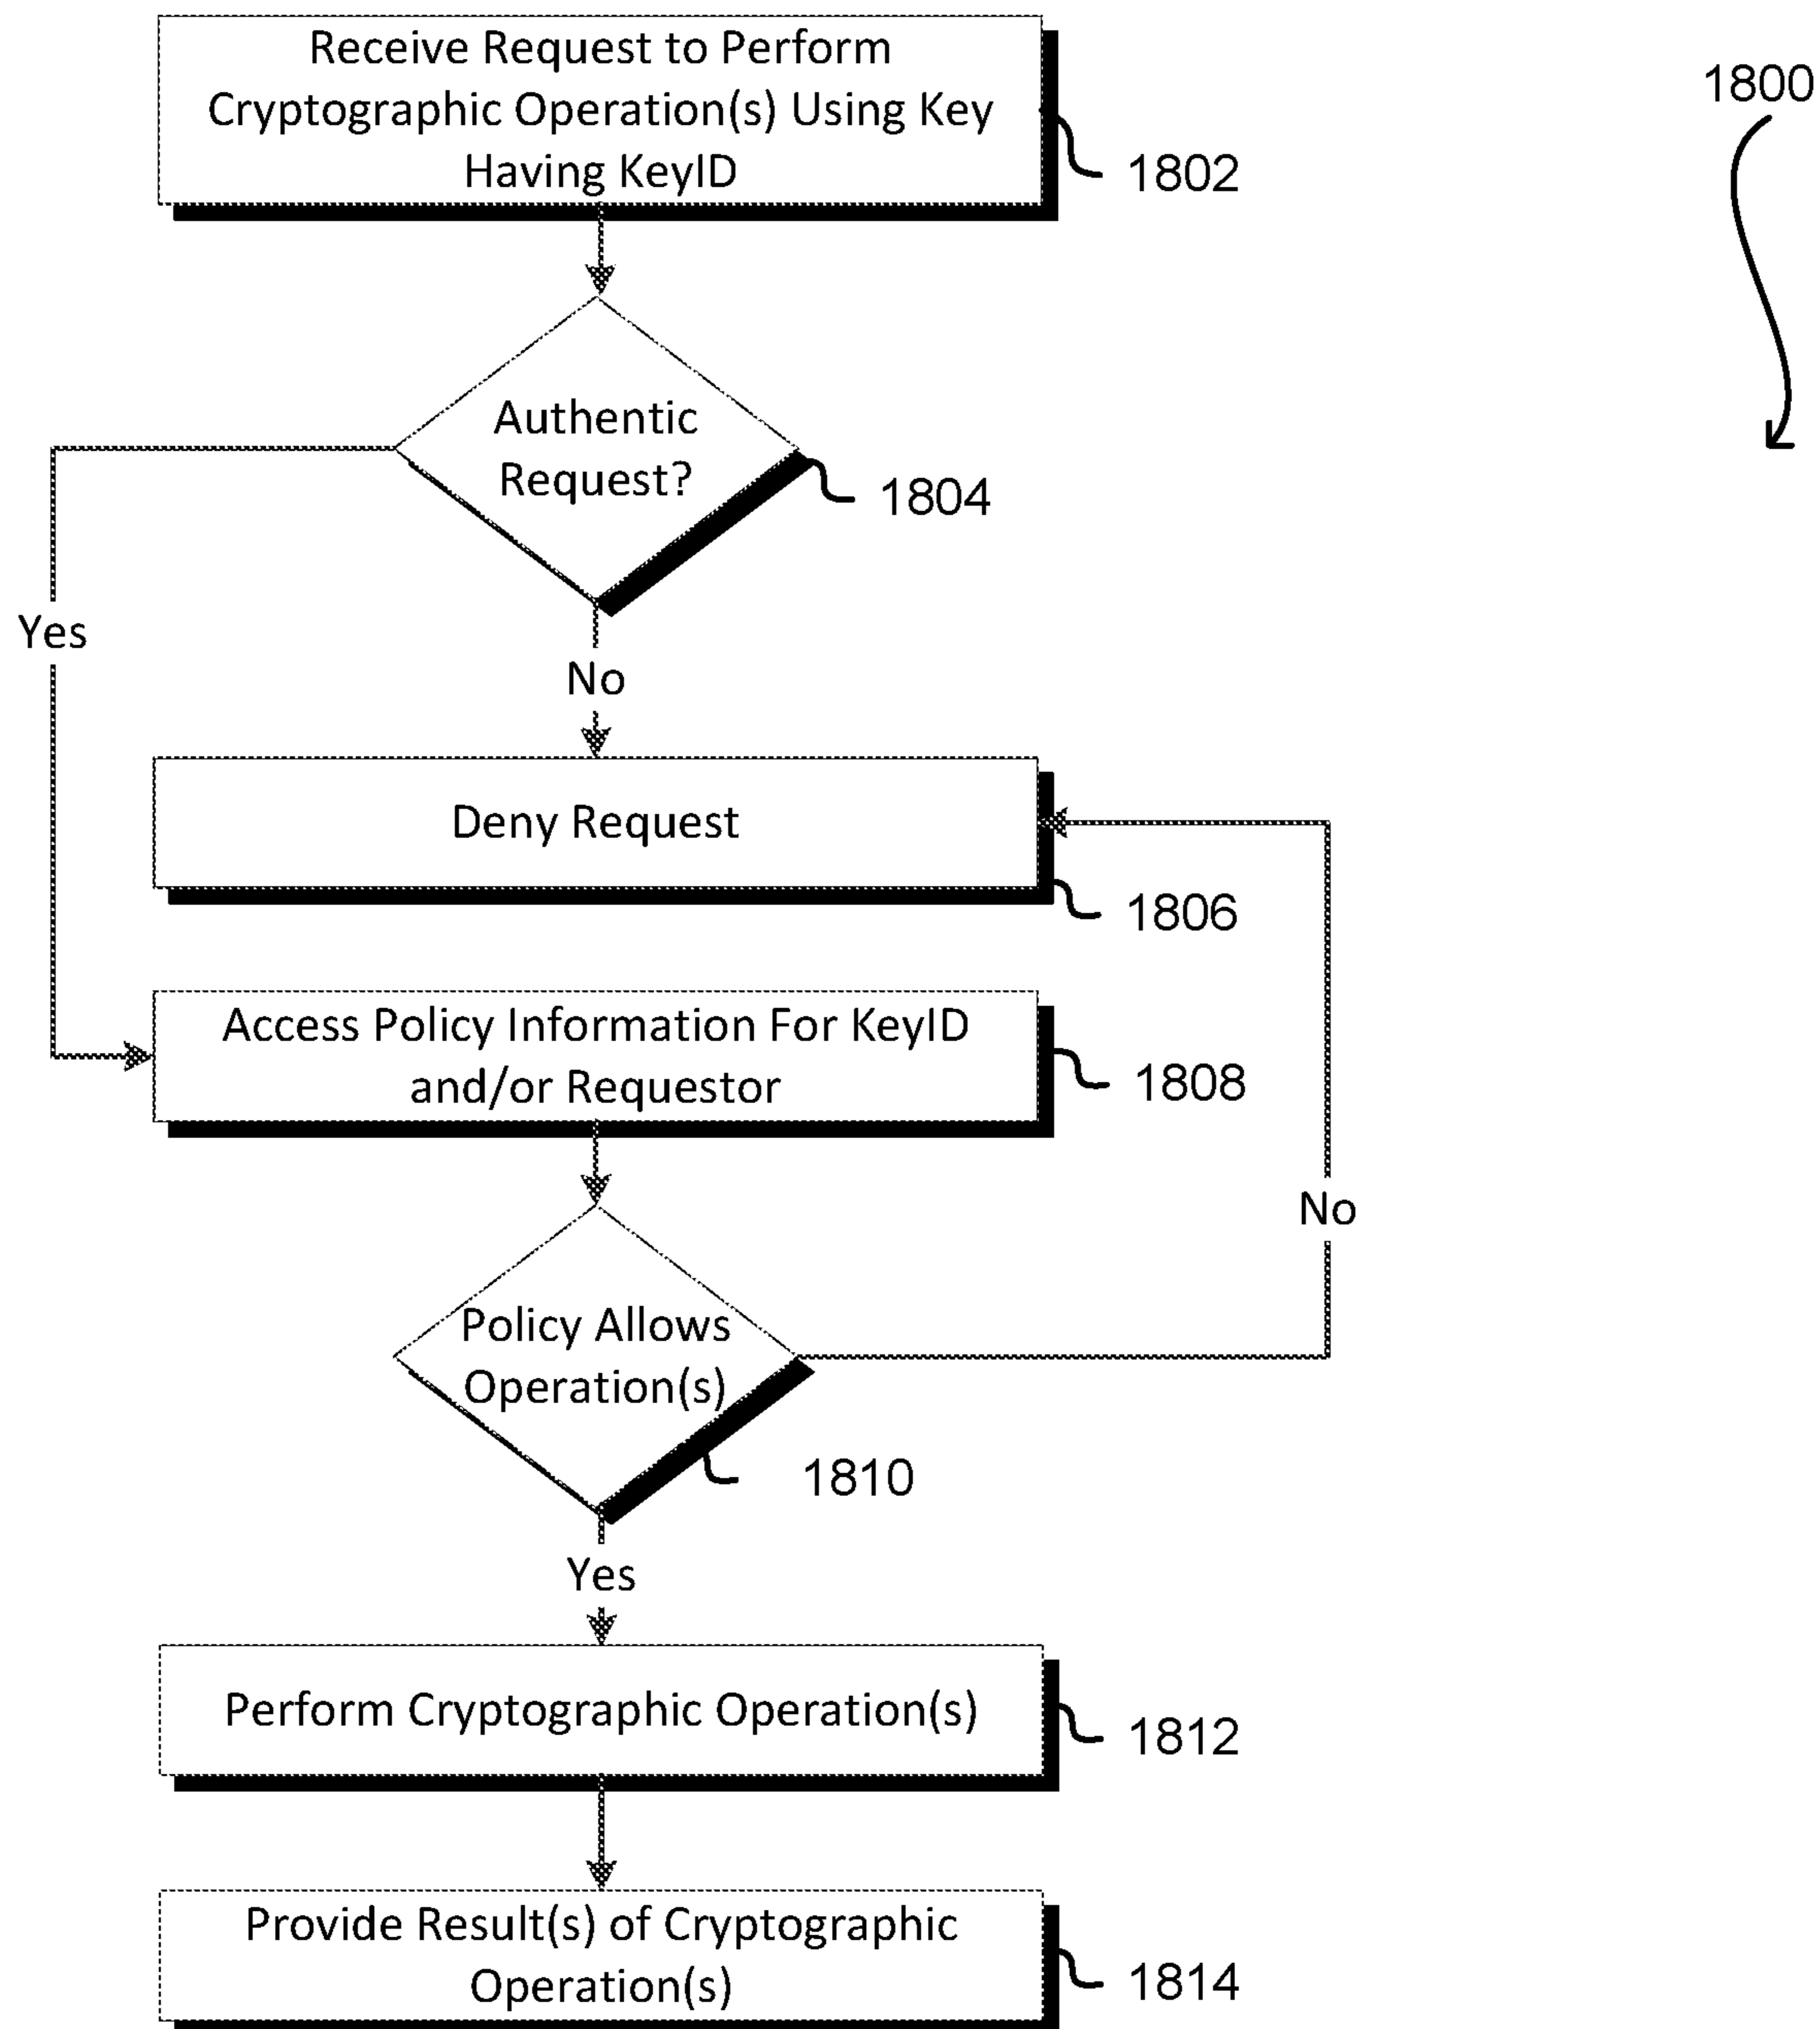 Receive Request to Perform
Cryptographic Operation(s) Using Key
Having KeyID
1802
1800
Authentic
Request?
1804
Yes
No
Deny Request
1806
Access Policy Information For KeyID
and/or Requestor
1808
No
Policy Allows
Operation(s)
1810
Yes
Perform Cryptographic Operation(s)
1812
Provide Result(s) of Cryptographic
Operation(s)
1814